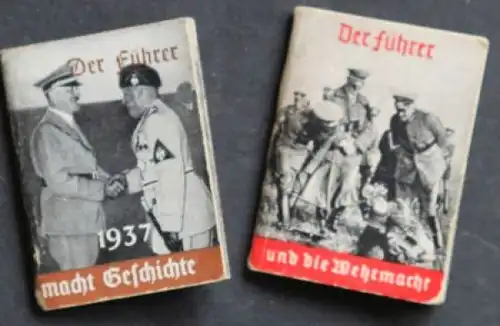 Der Führer
1937
macht Geschichte
Der Führer
und die Wehrmacht